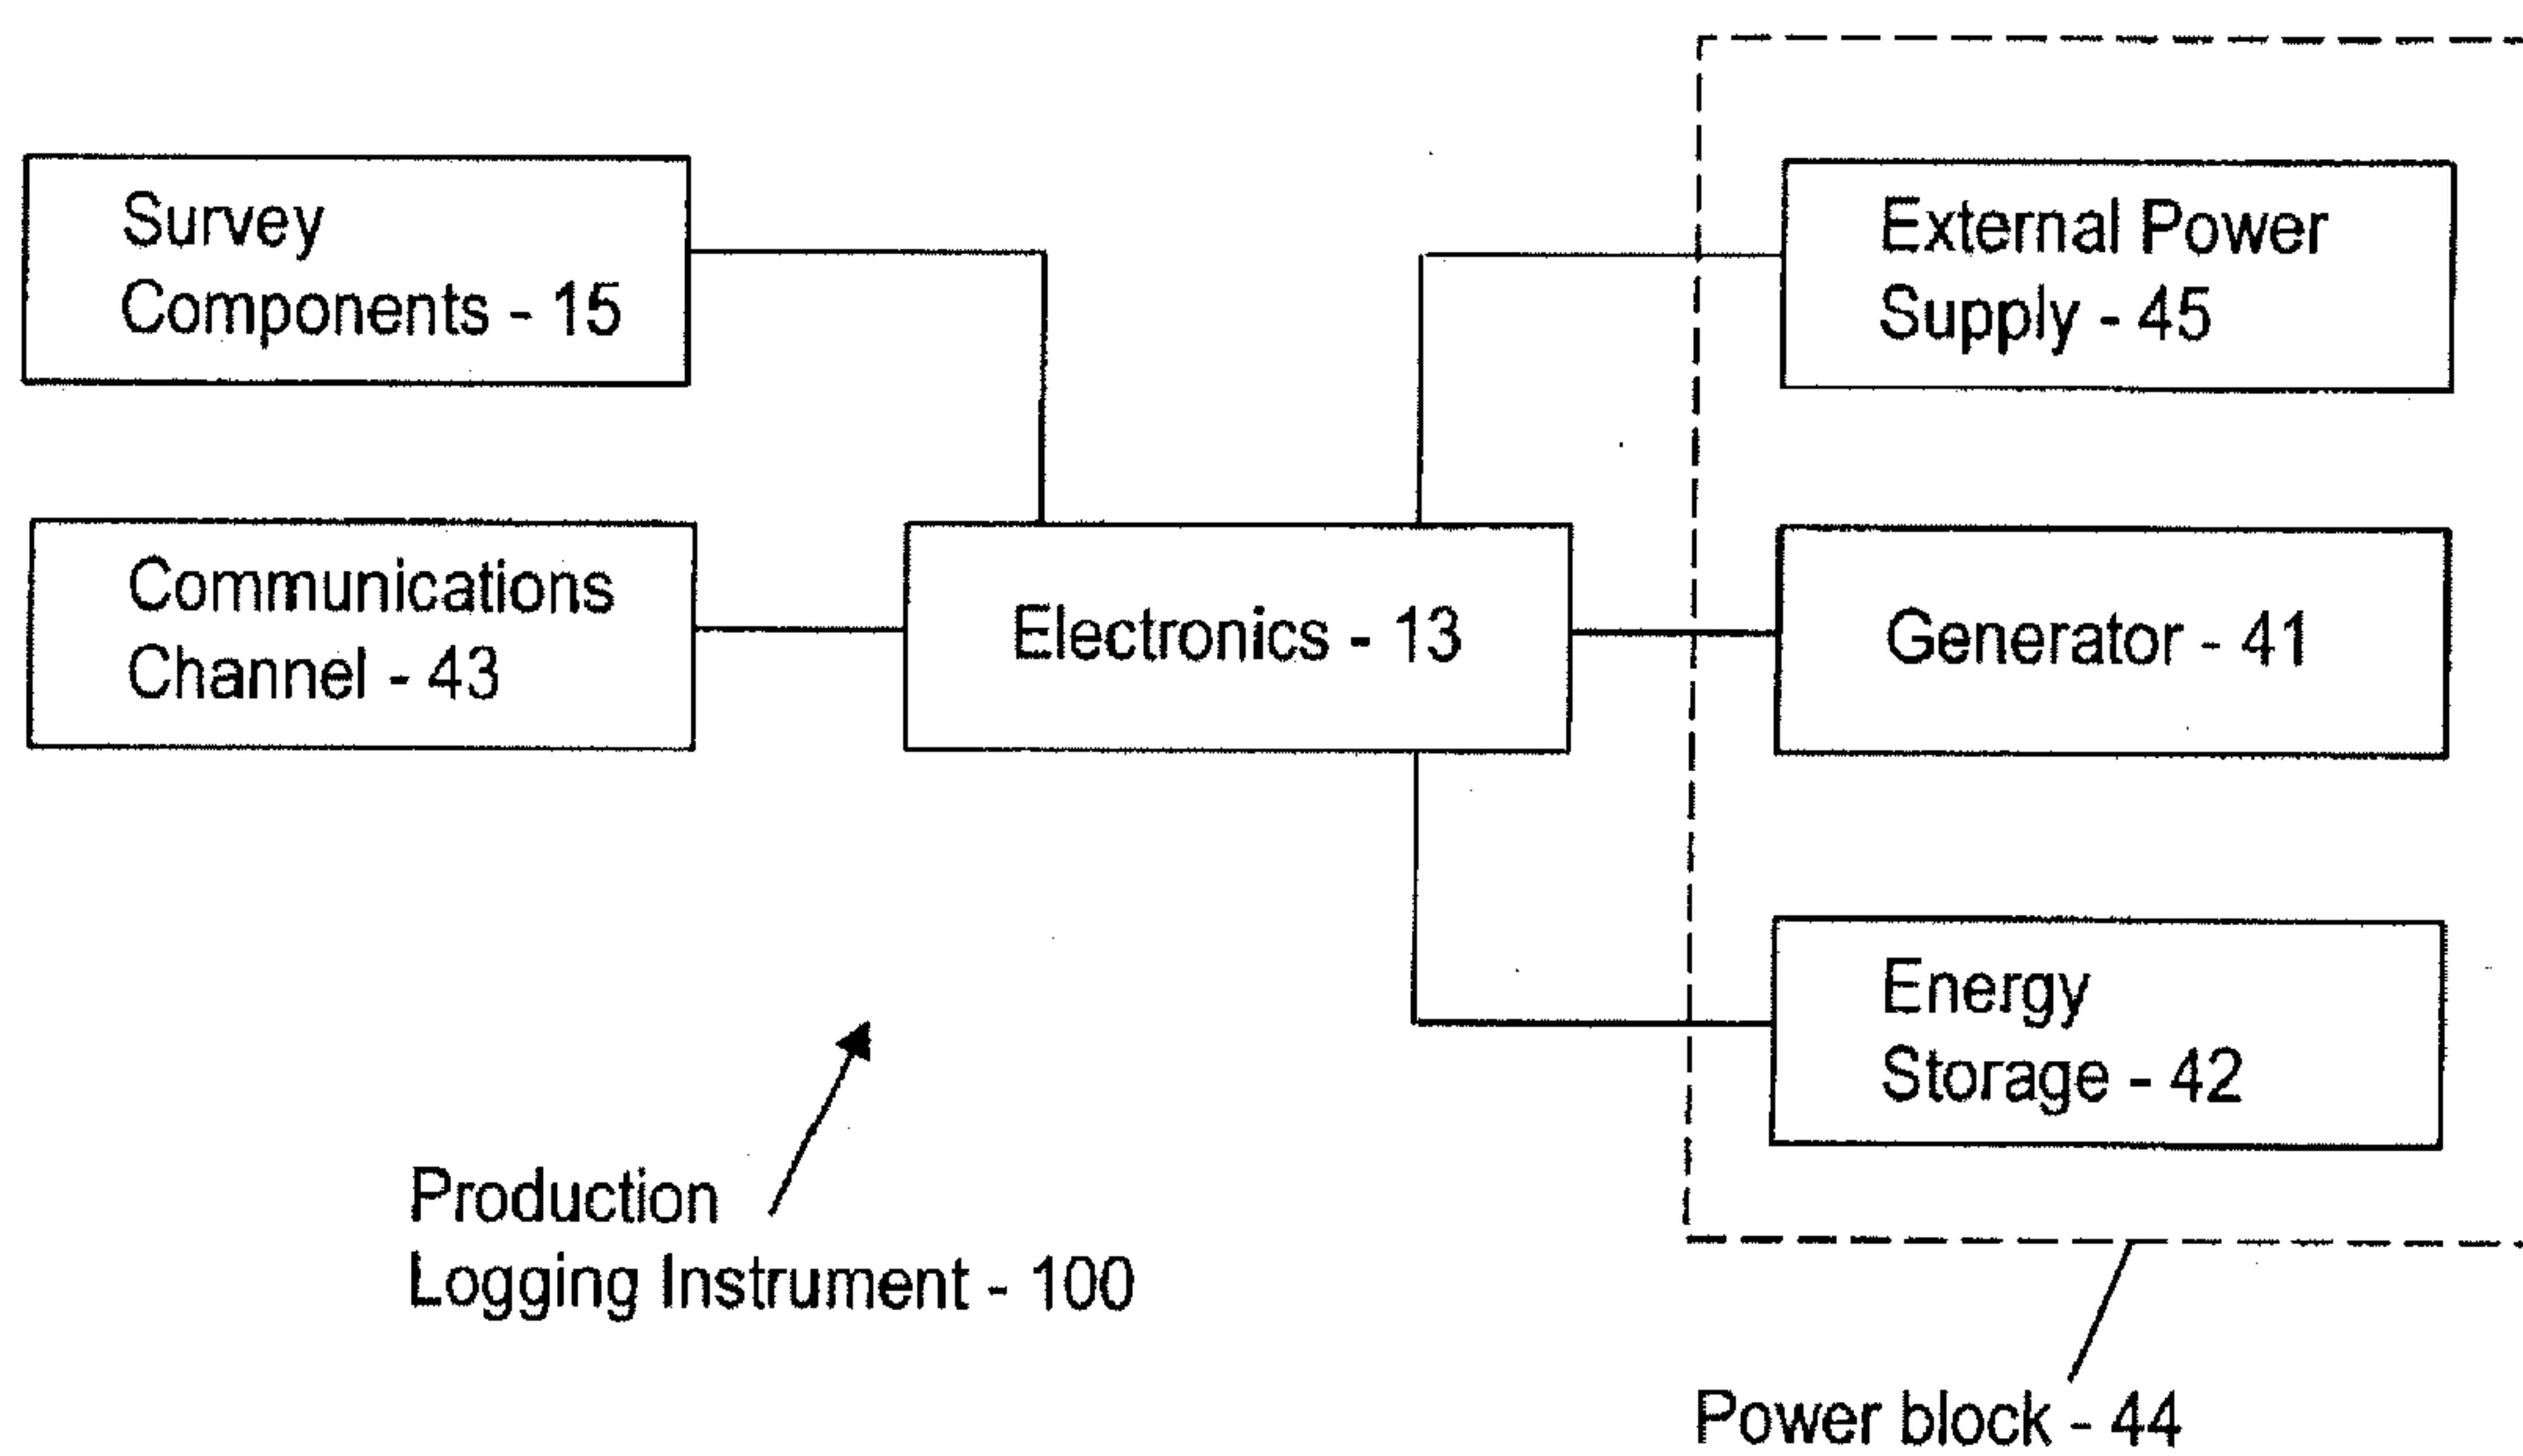 Survey
Components - 15
External Power
Supply - 45
Communications
Channel - 43
Electronics - 13
Generator - 41
Energy
Storage - 42
Production
Logging Instrument - 100
Power block - 44